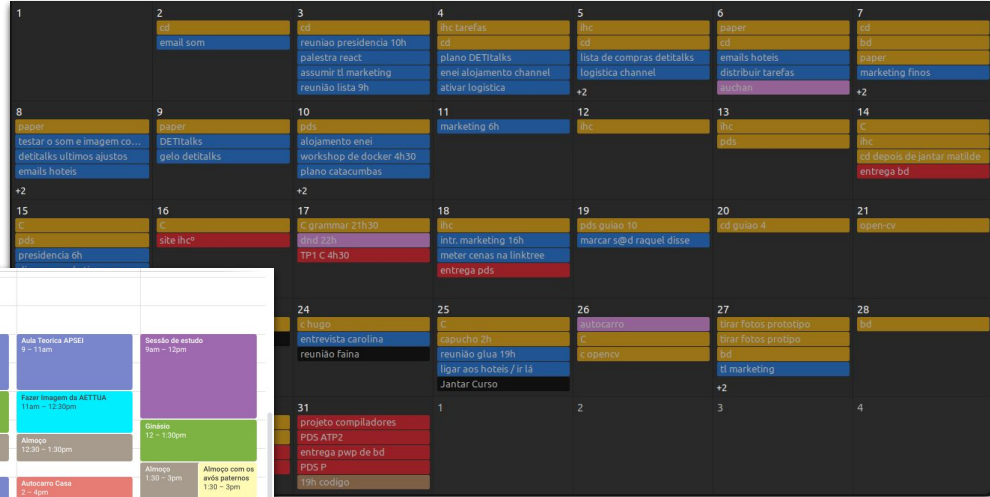 1
2
3
4
5
6
7
cd
email som
cd
reuniao presidencia 10h
palestra react
assumir tl marketing
reunião lista 9h
ihc tarefas
cd
plano DETItalks
enei alojamento channel
ativar logistica
ihc
cd
lista de compras detitalks
logistica channel
+2
paper
cd
emails hoteis
distribuir tarefas
auchan
cd
bd
paper
marketing finos
+2
8
9
10
11
12
13
14
paper
testar o som e imagem co...
detitalks ultimos ajustos
emails hoteis
+2
paper
DETItalks
gelo detitalks
pds
alojamento enei
workshop de docker 4h30
plano catacumbas
+2
marketing 6h
ihc
ihc
pds
C
ihc
cd depois de jantar matilde
entrega bd
15
16
17
18
19
20
21
C
pds
presidencia 6h
C
site ihcº
C grammar 21h30
dnd 22h
TP1 C 4h30
ihc
intr. marketing 16h
meter cenas na linktree
entrega pds
pds guiao 10
marcar s@d raquel disse
cd guiao 4
open-cv
24
25
26
27
28
c hugo
entrevista carolina
reunião faina
C
capucho 2h
reunião glua 19h
ligar aos hoteis / ir lá
Jantar Curso
autocarro
C
c opencv
tirar fotos prototipo
tirar fotos protipo
bd
tl marketing
+2
bd
31
1
2
3
4
projeto compiladores
PDS ATP2
entrega pwp de bd
PDS P
19h codigo
Aula Teorica APSEI
9 – 11am
Fazer Imagem da AETTUA
11am – 12:30pm
Almoço
12:30 – 1:30pm
Autocarro Casa
2 – 4pm
Sessão de estudo
9am – 12pm
Ginásio
12 – 1:30pm
Almoço
1:30 – 3pm
Almoço com os
avós paternos
1:30 – 3pm